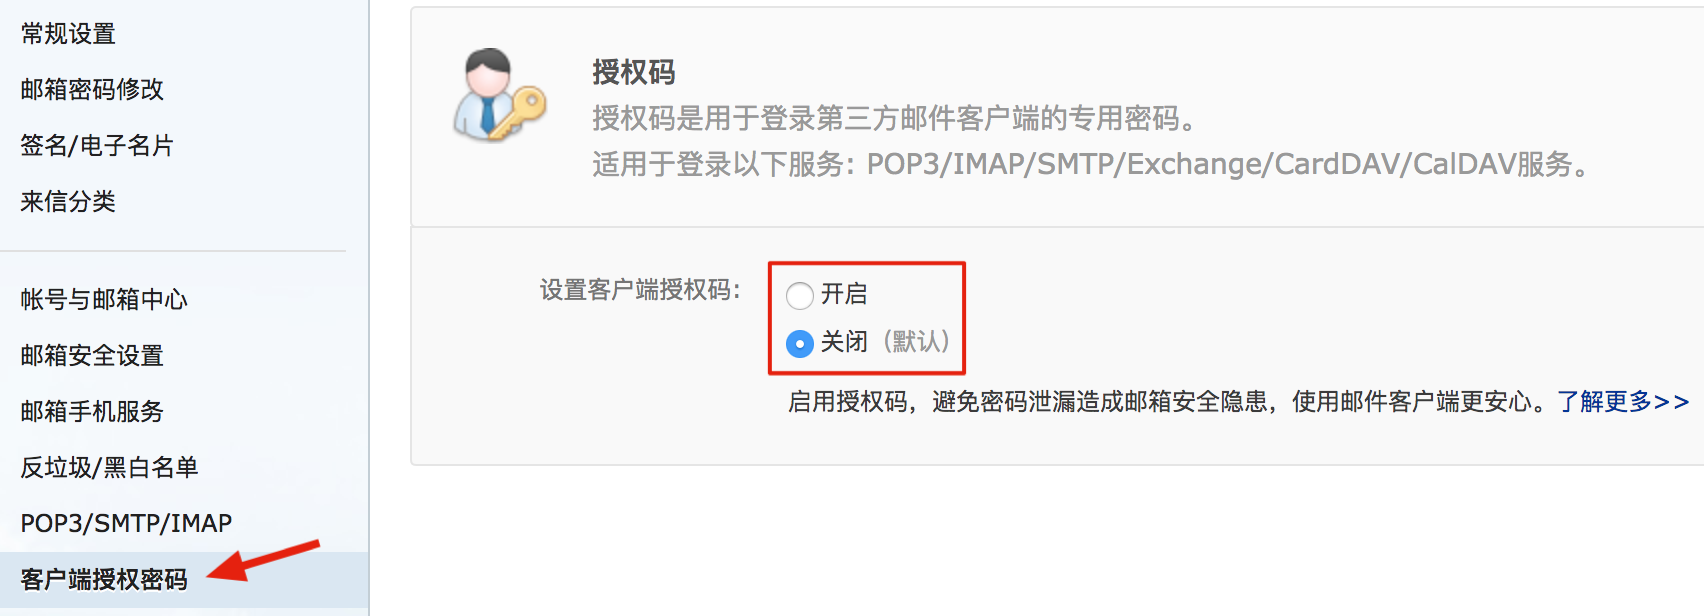 常规设置
邮箱密码修改
签名/电子名片
来信分类
帐号与邮箱中心
邮箱安全设置
邮箱手机服务
反垃圾/黑白名单
POP3/SMTP/IMAP
客户端授权密码
授权码
授权码是用于登录第三方邮件客户端的专用密码。
适用于登录以下服务: POP3/IMAP/SMTP/Exchange/CardDAV/CalDAV服务。
设置客户端授权码:
开启
关闭（默认）
启用授权码，避免密码泄漏造成邮箱安全隐患，使用邮件客户端更安心。了解更多>>